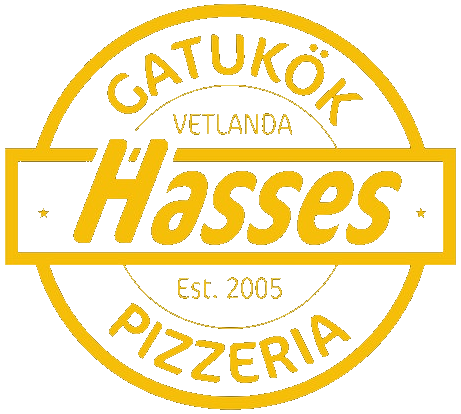 GATUKÖK
VETLANDA
Hasses
Est. 2005
PIZZERIA